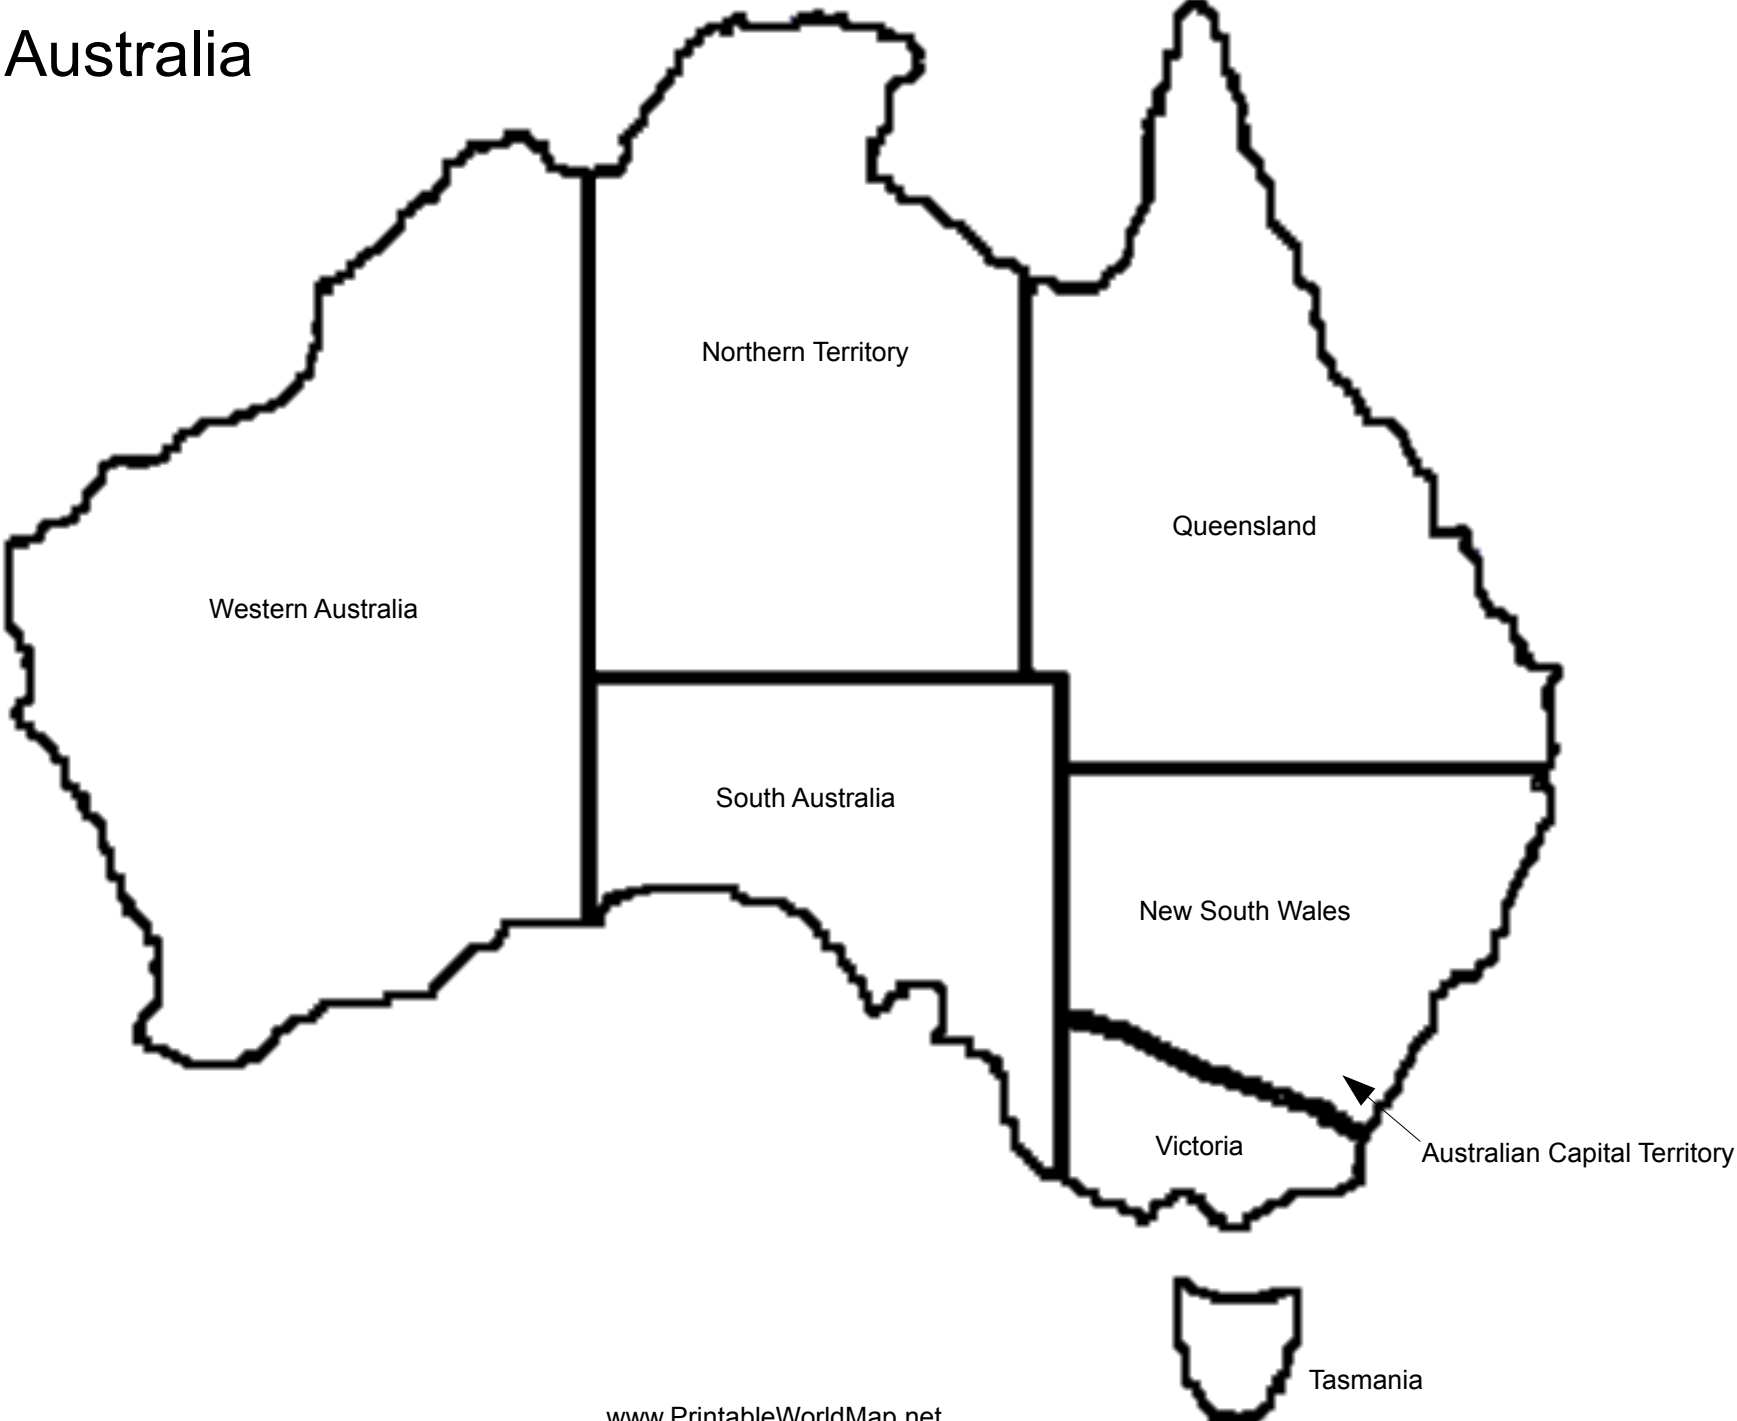 Australia
Northern Territory
Queensland
Western Australia
South Australia
New South Wales
Victoria
Australian Capital Territory
Tasmania
www.PrintableWorldMap.net